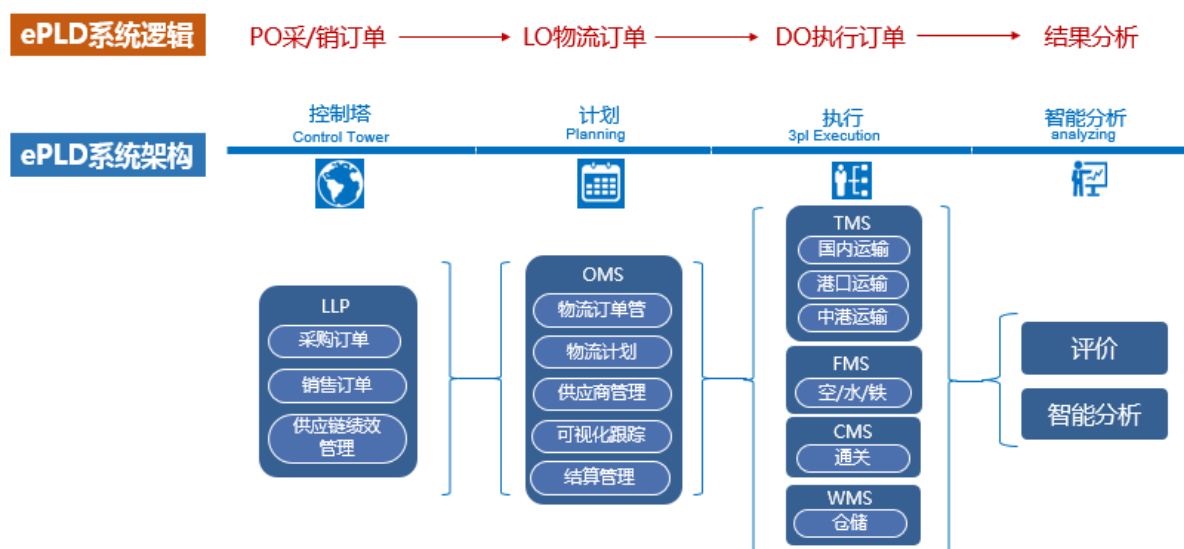 ePLD系统逻辑
PO采/销订单
LO物流订单
DO执行订单
结果分析
ePLD系统架构
控制塔
Control Tower
计划
Planning
执行
3pl Execution
智能分析
analyzing
LLP
采购订单
销售订单
供应链绩效
管理
OMS
物流订单管
物流计划
供应商管理
可视化跟踪
结算管理
TMS
国内运输
港口运输
中港运输
FMS
空/水/铁
CMS
通关
WMS
仓储
评价
智能分析